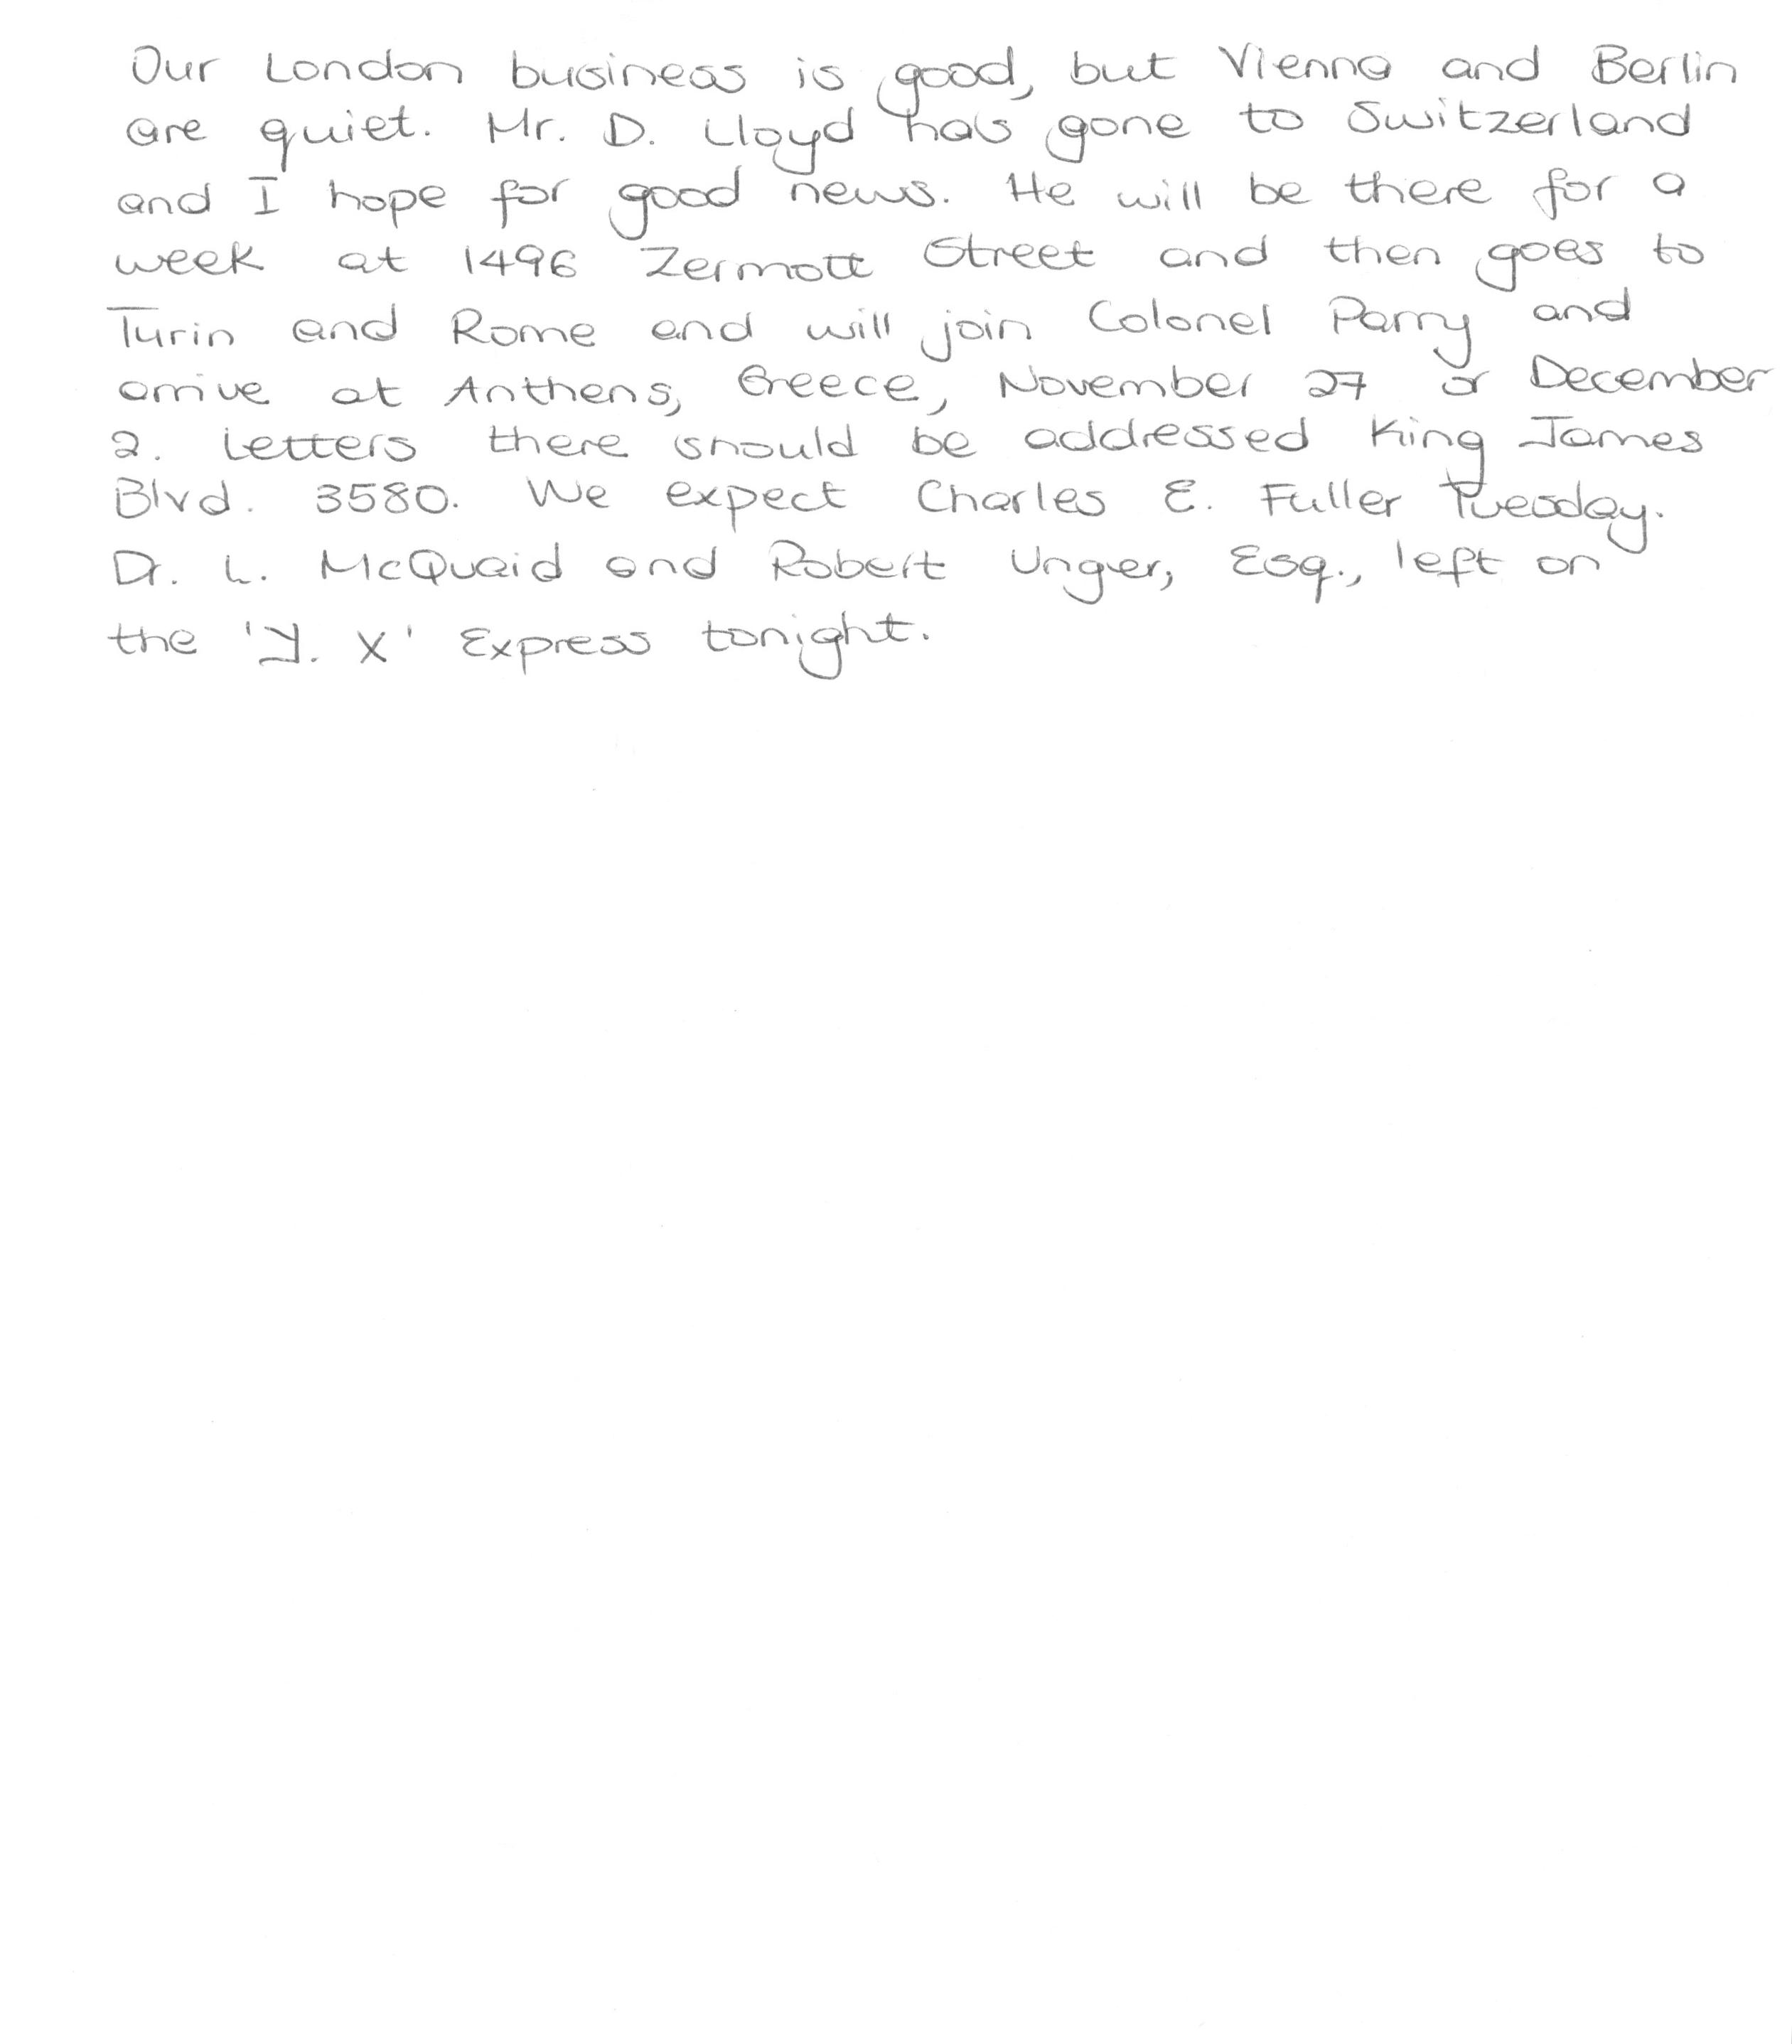 Our London business is good, but Vienna and Berlin
are quiet. Mr. D. Lloyd has gone to Switzerland
and I hope for good news. He will be there for a
week at 1496 Zermott Street and then goes to
Turin and Rome and will join Colonel Parry and
arrive at Anthens, Greece, November 27 or December
2. Letters there should be addressed King James
Blvd. 3580. We expect Charles E. Fuller Tuesday.
Dr. L. McQuaid and Robert Unger, Esq., left on
the 'Y. X' Express tonight.